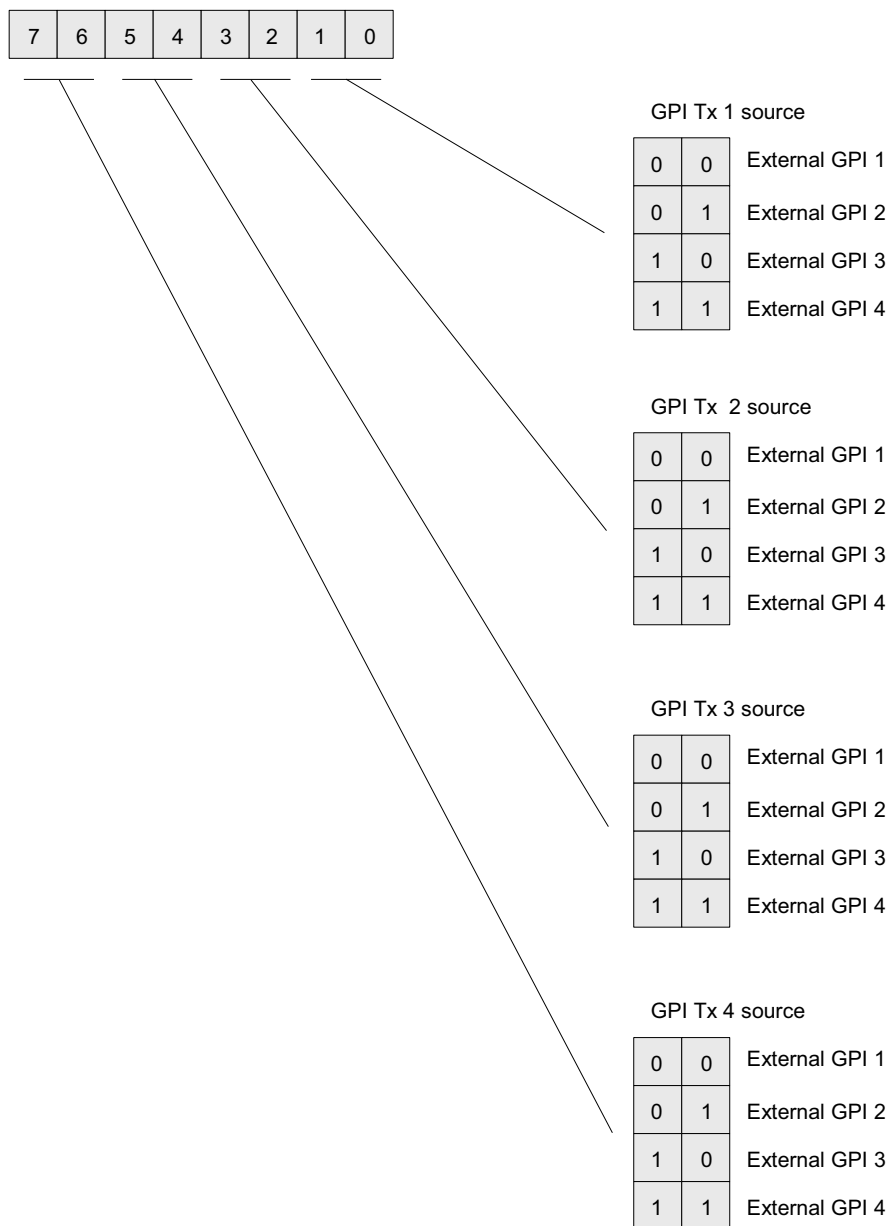 7 6 5 4 3 2 1 0
GPI Tx 1 source
0 0 External GPI 1
0 1 External GPI 2
1 0 External GPI 3
1 1 External GPI 4
GPI Tx 2 source
0 0 External GPI 1
0 1 External GPI 2
1 0 External GPI 3
1 1 External GPI 4
GPI Tx 3 source
0 0 External GPI 1
0 1 External GPI 2
1 0 External GPI 3
1 1 External GPI 4
GPI Tx 4 source
0 0 External GPI 1
0 1 External GPI 2
1 0 External GPI 3
1 1 External GPI 4